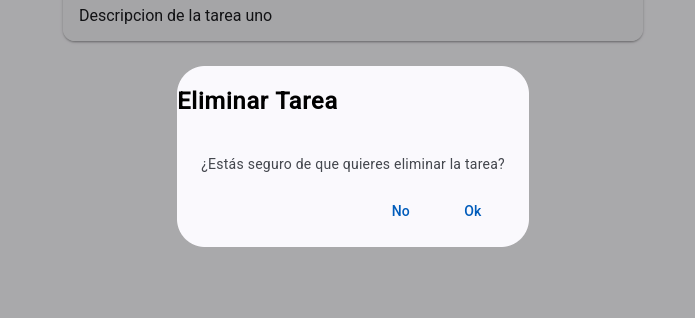 Descripcion de la tarea uno
Eliminar Tarea
¿Estás seguro de que quieres eliminar la tarea?
No Ok